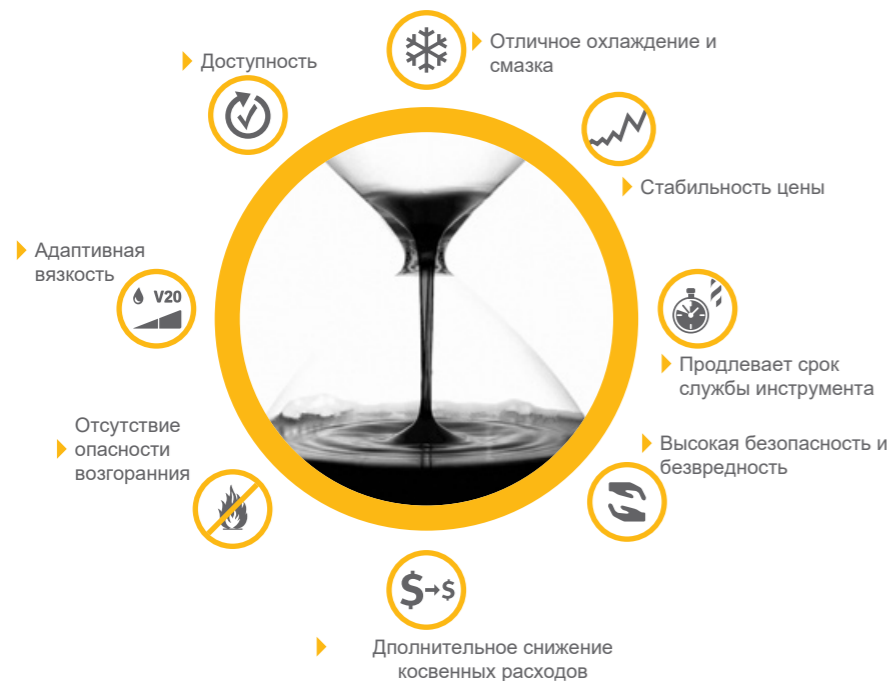 Отличное охлаждение и
смазка
Доступность
Стабильность цены
Адаптивная
вязкость
V20
Продлевает срок
службы инструмента
Отсутствие
опасности
возгоранния
Высокая безопасность и
безвредность
$→$
Дполнительное снижение
косвенных расходов